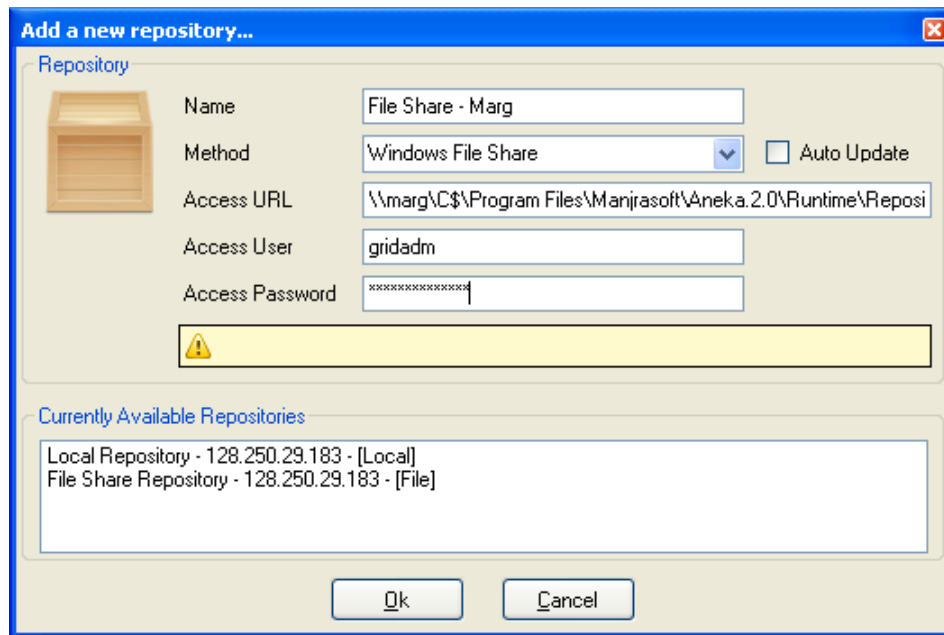 Add a new repository...
Repository
Name File Share - Marg
Method Windows File Share Auto Update
Access URL \\marg\C$\Program Files\Manjrasoft\Aneka.2.0\Runtime\Reposi
Access User gridadm
Access Password **************
Currently Available Repositories
Local Repository - 128.250.29.183 - [Local]
File Share Repository - 128.250.29.183 - [File]
Ok Cancel